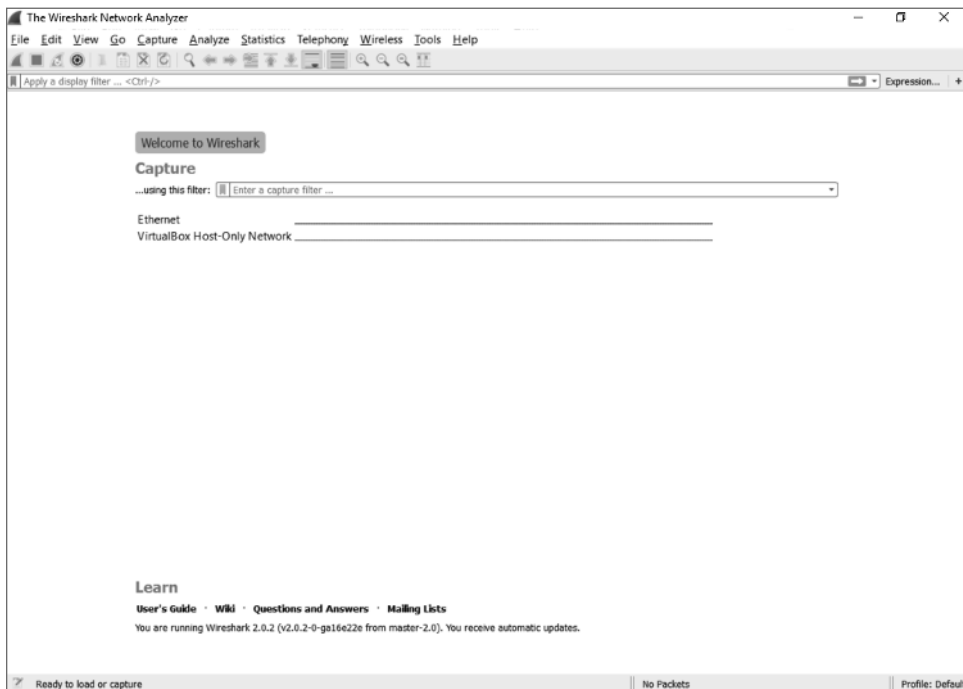 The Wireshark Network Analyzer
File Edit View Go Capture Analyze Statistics Telephony Wireless Tools Help
Apply a display filter ... <Ctrl-/> Expression... +
Welcome to Wireshark
Capture
...using this filter: Enter a capture filter ...
Ethernet
VirtualBox Host-Only Network
Learn
User's Guide · Wiki · Questions and Answers · Mailing Lists
You are running Wireshark 2.0.2 (v2.0.2-0-ga16e22e from master-2.0). You receive automatic updates.
Ready to load or capture No Packets Profile: Defaul